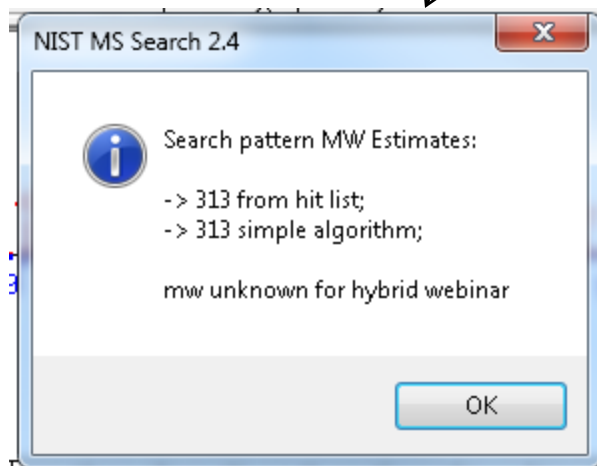 NIST MS Search 2.4
Search pattern MW Estimates:
-> 313 from hit list;
-> 313 simple algorithm;
mw unknown for hybrid webinar
OK